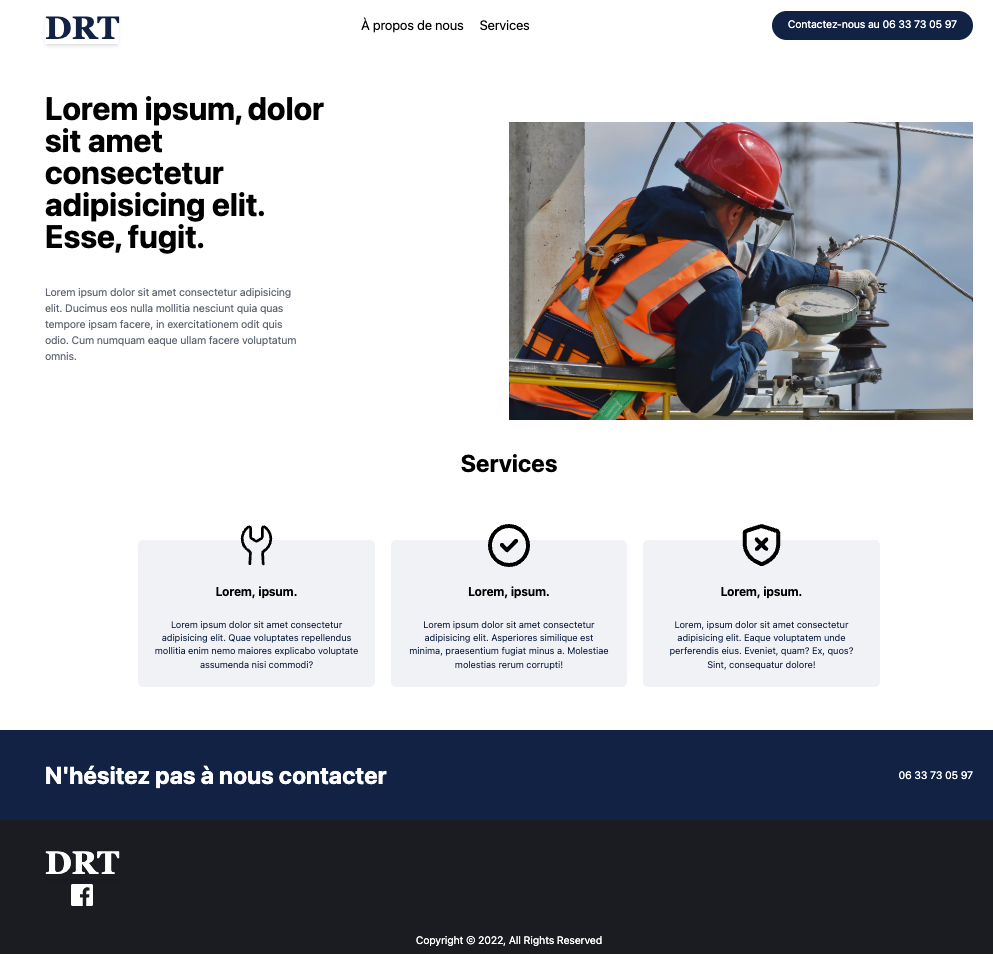 DRT
À propos de nous
Services
Contactez-nous au 06 33 73 05 97
Lorem ipsum, dolor
sit amet
consectetur
adipisicing elit.
Esse, fugit.
Lorem ipsum dolor sit amet consectetur adipisicing
elit. Ducimus eos nulla mollitia nesciunt quia quas
tempore ipsam facere, in exercitationem odit quis
odio. Cum numquam eaque ullam facere voluptatum
omnis.
Services
Lorem, ipsum.
Lorem ipsum dolor sit amet consectetur
adipisicing elit. Quae voluptates repellendus
mollitia enim nemo maiores explicabo voluptate
assumenda nisi commodi?
Lorem, ipsum.
Lorem ipsum dolor sit amet consectetur
adipisicing elit. Asperiores similique est
minima, praesentium fugiat minus a. Molestiae
molestias rerum corrupti!
Lorem, ipsum.
Lorem, ipsum dolor sit amet consectetur
adipisicing elit. Eaque voluptatem unde
perferendis eius. Eveniet, quam? Ex, quos?
Sint, consequatur dolore!
N'hésitez pas à nous contacter
06 33 73 05 97
DRT
Copyright © 2022, All Rights Reserved